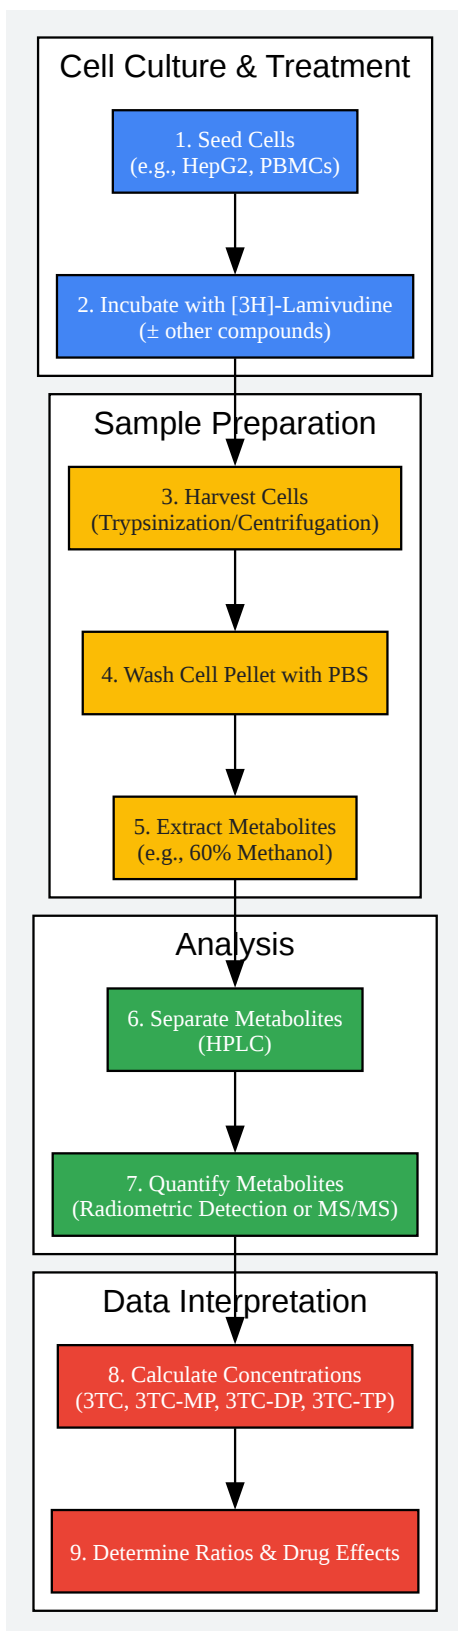 Cell Culture & Treatment
1. Seed Cells
(e.g., HepG2, PBMCs)
2. Incubate with [3H]-Lamivudine
(± other compounds)
Sample Preparation
3. Harvest Cells
(Trypsinization/Centrifugation)
4. Wash Cell Pellet with PBS
5. Extract Metabolites
(e.g., 60% Methanol)
Analysis
6. Separate Metabolites
(HPLC)
7. Quantify Metabolites
(Radiometric Detection or MS/MS)
Data Interpretation
8. Calculate Concentrations
(3TC, 3TC-MP, 3TC-DP, 3TC-TP)
9. Determine Ratios & Drug Effects